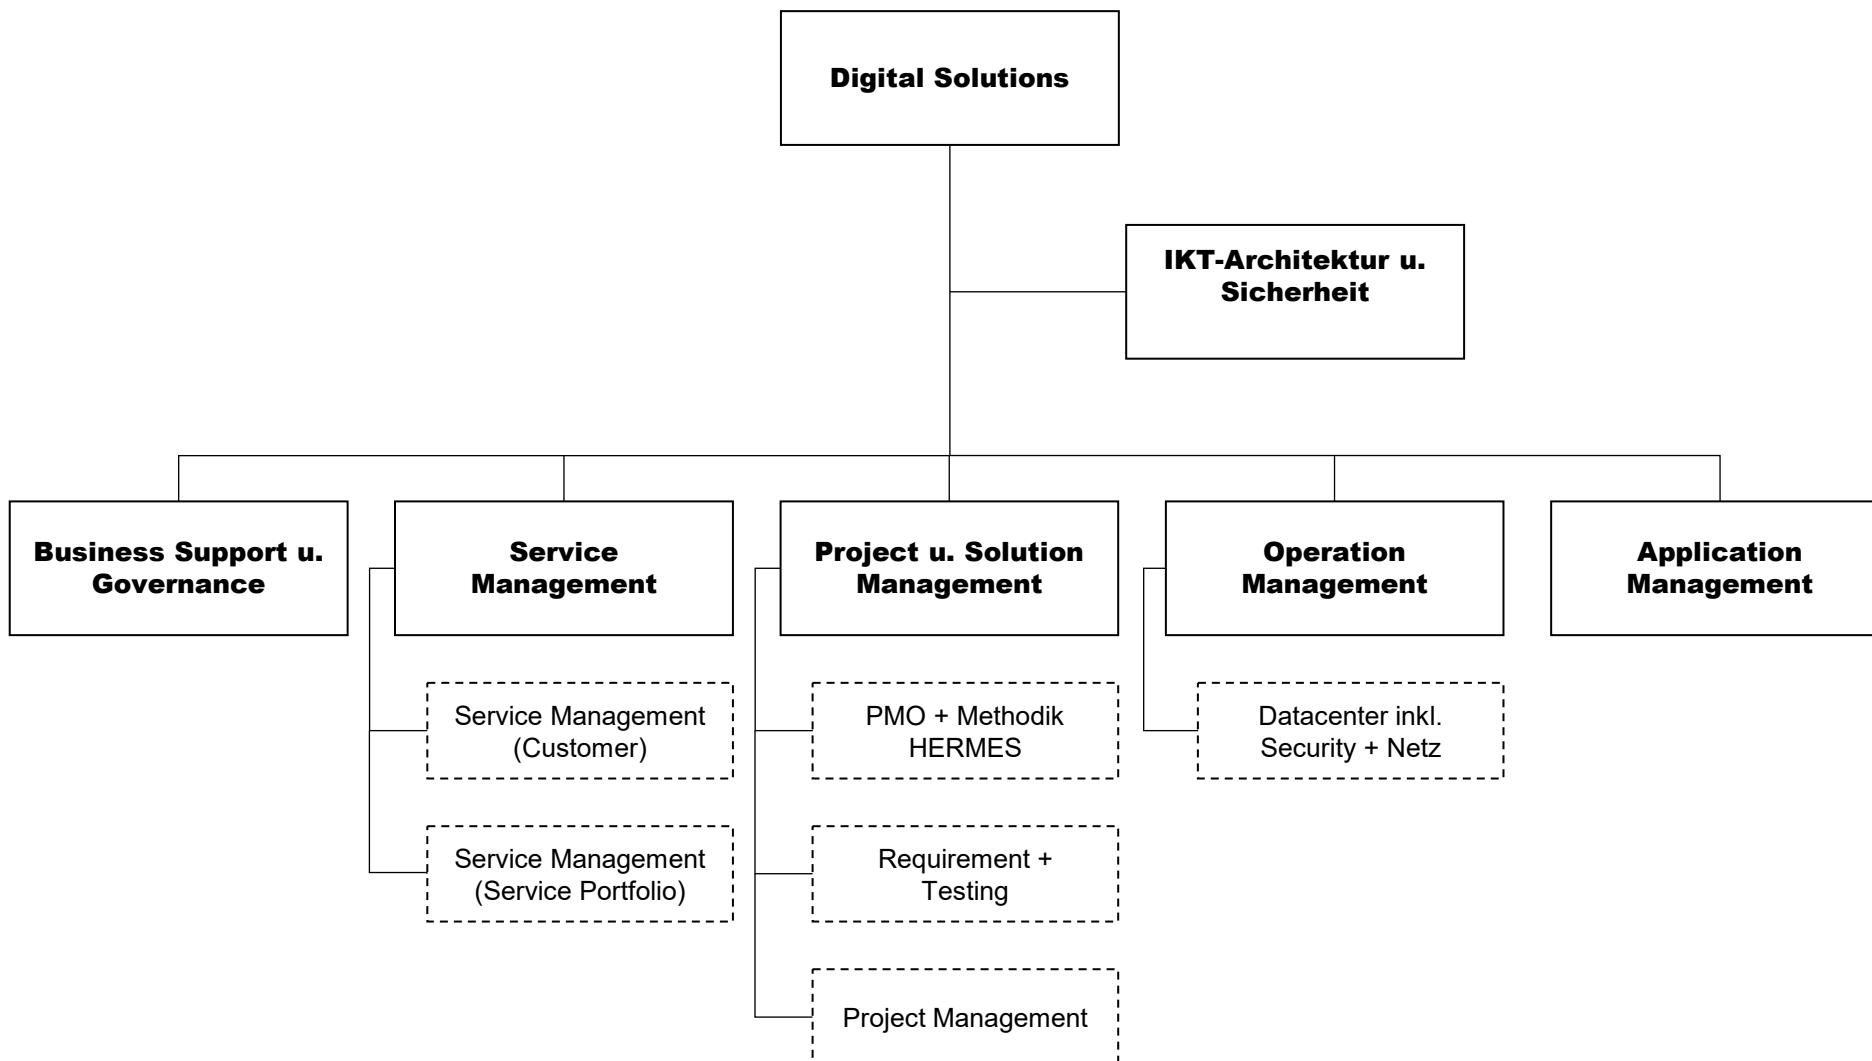 Digital Solutions
IKT-Architektur u.
Sicherheit
Business Support u.
Governance
Service
Management
Project u. Solution
Management
Operation
Management
Application
Management
Service Management
(Customer)
PMO + Methodik
HERMES
Datacenter inkl.
Security + Netz
Service Management
(Service Portfolio)
Requirement +
Testing
Project Management